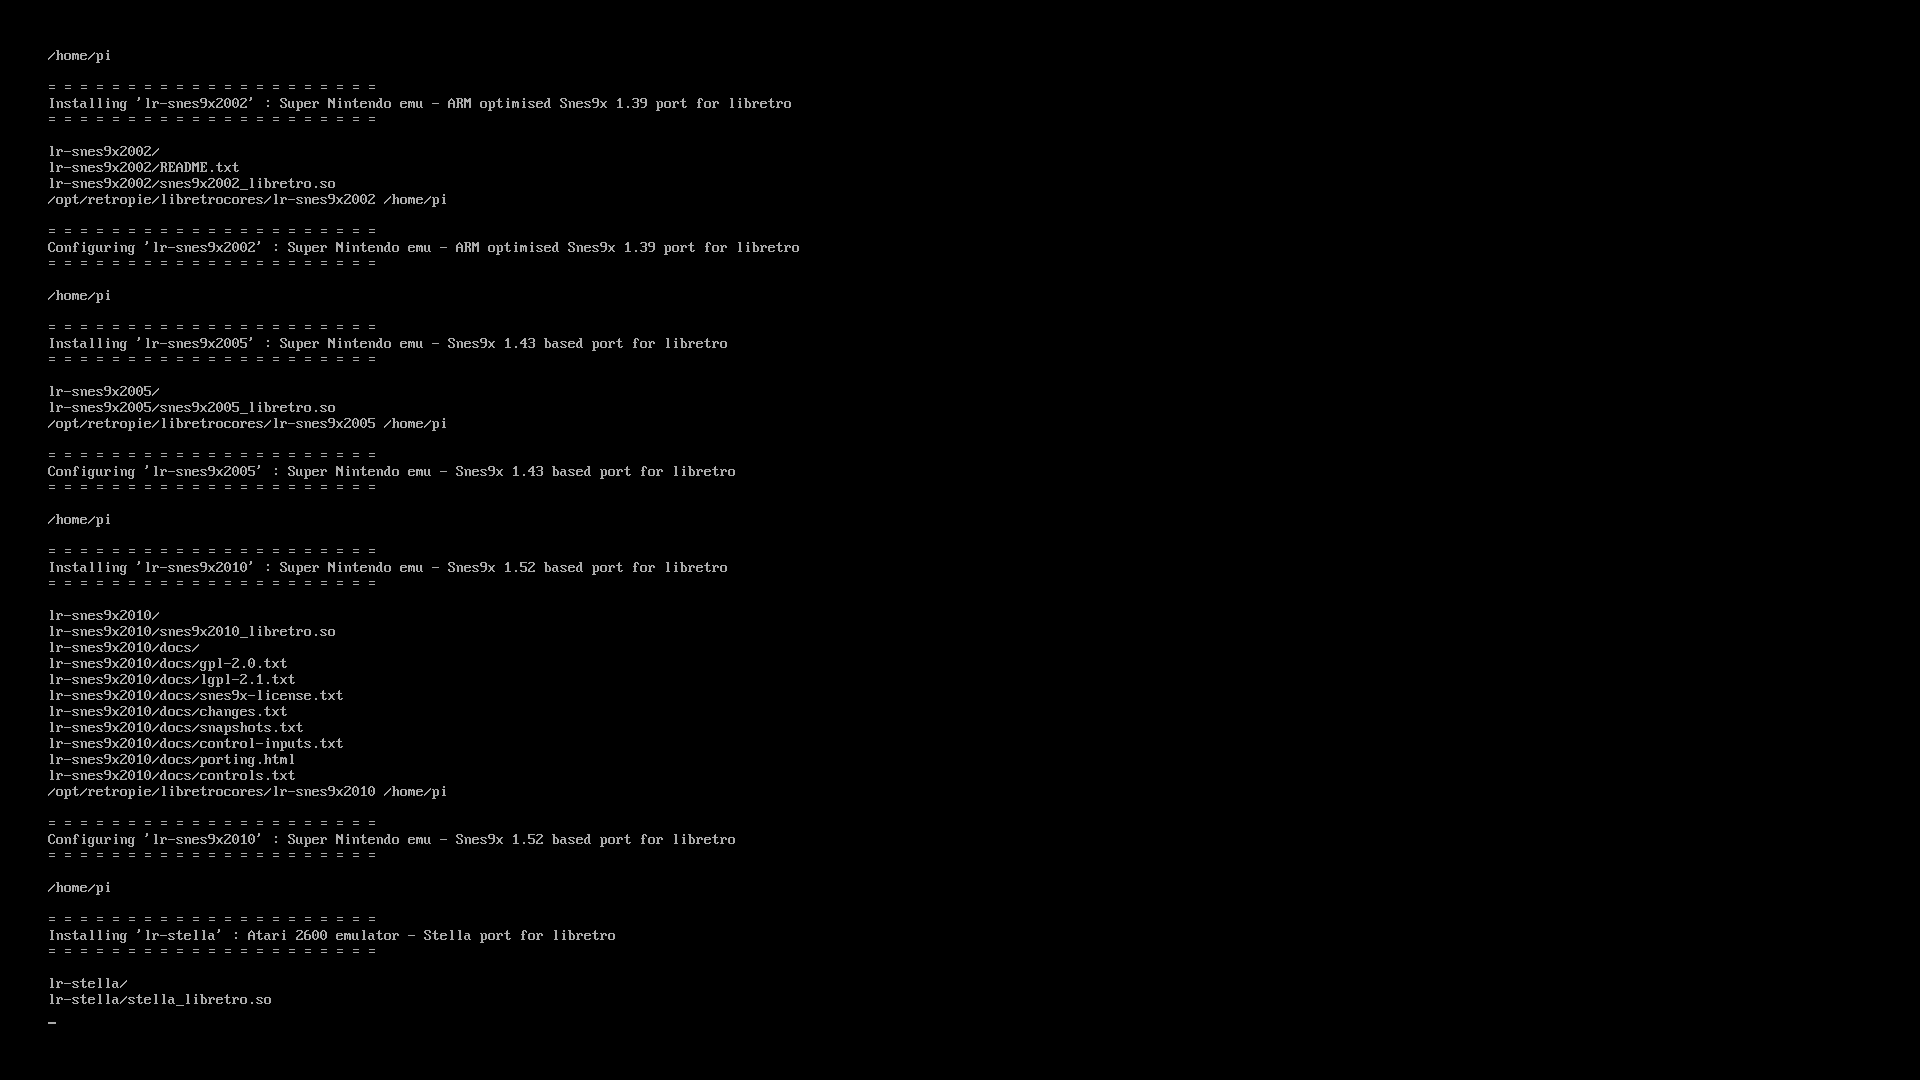 /home/pi
= = = = = = = = = = = = = = = = = = = = =
Installing 'lr-snes9x2002' : Super Nintendo emu - ARM optimised Snes9x 1.39 port for libretro
= = = = = = = = = = = = = = = = = = = = =
lr-snes9x2002/
lr-snes9x2002/README.txt
lr-snes9x2002/snes9x2002_libretro.so
/opt/retropie/libretrocores/lr-snes9x2002 /home/pi
= = = = = = = = = = = = = = = = = = = = =
Configuring 'lr-snes9x2002' : Super Nintendo emu - ARM optimised Snes9x 1.39 port for libretro
= = = = = = = = = = = = = = = = = = = = =
/home/pi
= = = = = = = = = = = = = = = = = = = = =
Installing 'lr-snes9x2005' : Super Nintendo emu - Snes9x 1.43 based port for libretro
= = = = = = = = = = = = = = = = = = = = =
lr-snes9x2005/
lr-snes9x2005/snes9x2005_libretro.so
/opt/retropie/libretrocores/lr-snes9x2005 /home/pi
= = = = = = = = = = = = = = = = = = = = =
Configuring 'lr-snes9x2005' : Super Nintendo emu - Snes9x 1.43 based port for libretro
= = = = = = = = = = = = = = = = = = = = =
/home/pi
= = = = = = = = = = = = = = = = = = = = =
Installing 'lr-snes9x2010' : Super Nintendo emu - Snes9x 1.52 based port for libretro
= = = = = = = = = = = = = = = = = = = = =
lr-snes9x2010/
lr-snes9x2010/snes9x2010_libretro.so
lr-snes9x2010/docs/
lr-snes9x2010/docs/gpl-2.0.txt
lr-snes9x2010/docs/lgpl-2.1.txt
lr-snes9x2010/docs/snes9x-license.txt
lr-snes9x2010/docs/changes.txt
lr-snes9x2010/docs/snapshots.txt
lr-snes9x2010/docs/control-inputs.txt
lr-snes9x2010/docs/porting.html
lr-snes9x2010/docs/controls.txt
/opt/retropie/libretrocores/lr-snes9x2010 /home/pi
= = = = = = = = = = = = = = = = = = = = =
Configuring 'lr-snes9x2010' : Super Nintendo emu - Snes9x 1.52 based port for libretro
= = = = = = = = = = = = = = = = = = = = =
/home/pi
= = = = = = = = = = = = = = = = = = = = =
Installing 'lr-stella' : Atari 2600 emulator - Stella port for libretro
= = = = = = = = = = = = = = = = = = = = =
lr-stella/
lr-stella/stella_libretro.so
_